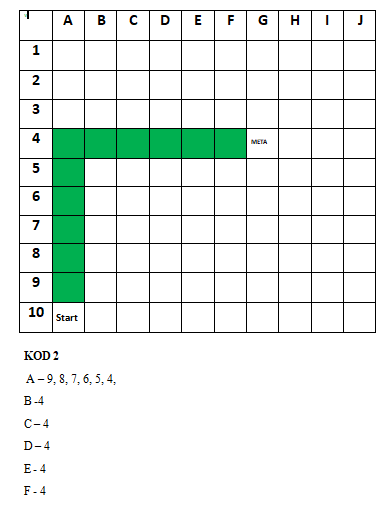 A B C D E F G H I J
1
2
3
4 META
5
6
7
8
9
10 Start
KOD 2
A – 9, 8, 7, 6, 5, 4,
B -4
C – 4
D – 4
E - 4
F - 4